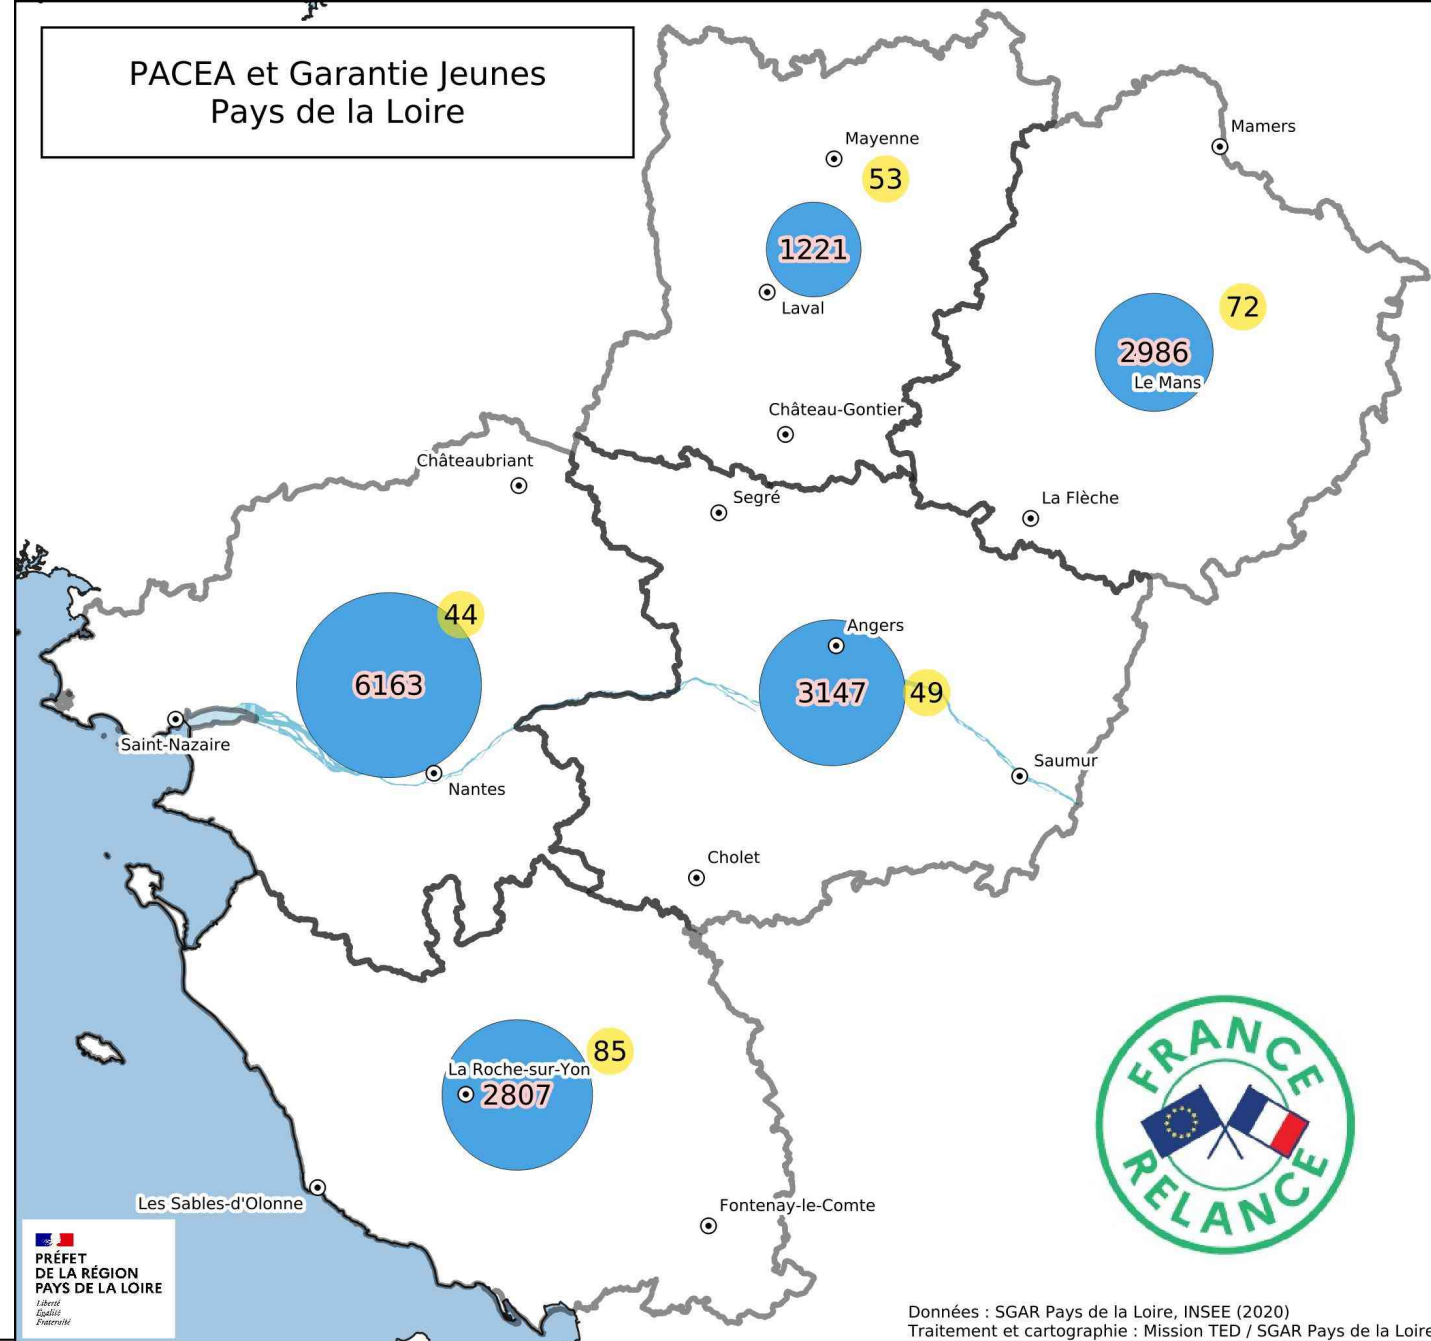 PACEA et Garantie Jeunes
Pays de la Loire
Mamers
Mayenne
53
1221
Laval
72
2986
Le Mans
Château-Gontier
Châteaubriant
Segré
La Flèche
44
6163
Angers
3147
49
Saint-Nazaire
Nantes
Saumur
Cholet
85
La Roche-sur-Yon
2807
Les Sables-d'Olonne
Fontenay-le-Comte
FRANCE
RELANCE
PRÉFET
DE LA RÉGION
PAYS DE LA LOIRE
Liberté
Égalité
Fraternité
Données : SGAR Pays de la Loire, INSEE (2020)
Traitement et cartographie : Mission TED / SGAR Pays de la Loire